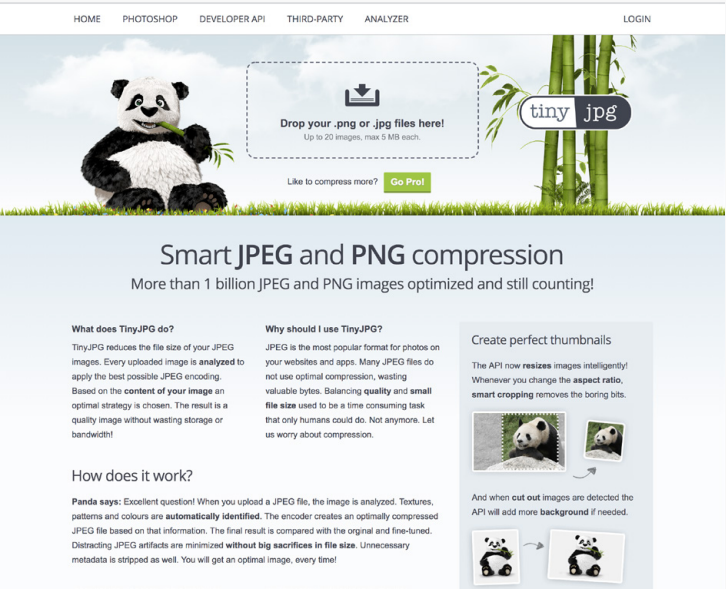 HOME PHOTOSHOP DEVELOPER API THIRD-PARTY ANALYZER LOGIN
Drop your .png or .jpg files here!
Up to 20 images, max 5 MB each.
tiny jpg
Like to compress more? Go Pro!
Smart JPEG and PNG compression
More than 1 billion JPEG and PNG images optimized and still counting!
What does TinyJPG do?
TinyJPG reduces the file size of your JPEG
images. Every uploaded image is analyzed to
apply the best possible JPEG encoding.
Based on the content of your image an
optimal strategy is chosen. The result is a
quality image without wasting storage or
bandwidth!
Why should I use TinyJPG?
JPEG is the most popular format for photos on
your websites and apps. Many JPEG files do
not use optimal compression, wasting
valuable bytes. Balancing quality and small
file size used to be a time consuming task
that only humans could do. Not anymore. Let
us worry about compression.
How does it work?
Panda says: Excellent question! When you upload a JPEG file, the image is analyzed. Textures,
patterns and colours are automatically identified. The encoder creates an optimally compressed
JPEG file based on that information. The final result is compared with the orginal and fine-tuned.
Distracting JPEG artifacts are minimized without big sacrifices in file size. Unnecessary
metadata is stripped as well. You will get an optimal image, every time!
Create perfect thumbnails
The API now resizes images intelligently!
Whenever you change the aspect ratio,
smart cropping removes the boring bits.
And when cut out images are detected the
API will add more background if needed.